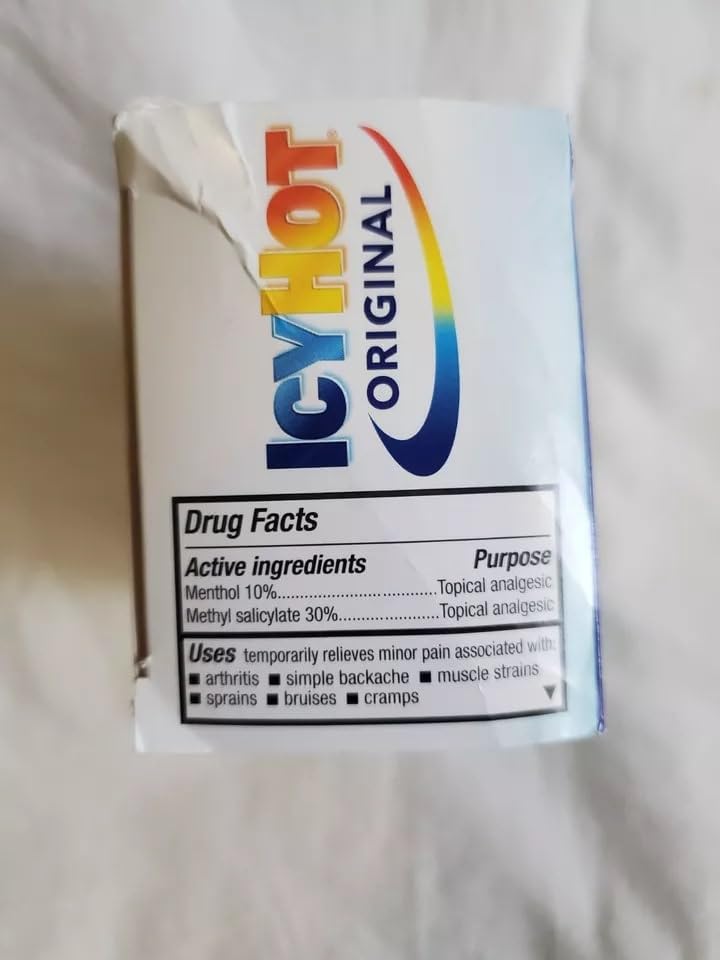 ICY HOT®
ORIGINAL
Drug Facts
Active ingredients Purpose
Menthol 10%......................................Topical analgesic
Methyl salicylate 30%........................Topical analgesic
Uses temporarily relieves minor pain associated with:
■ arthritis ■ simple backache ■ muscle strains
■ sprains ■ bruises ■ cramps ▼